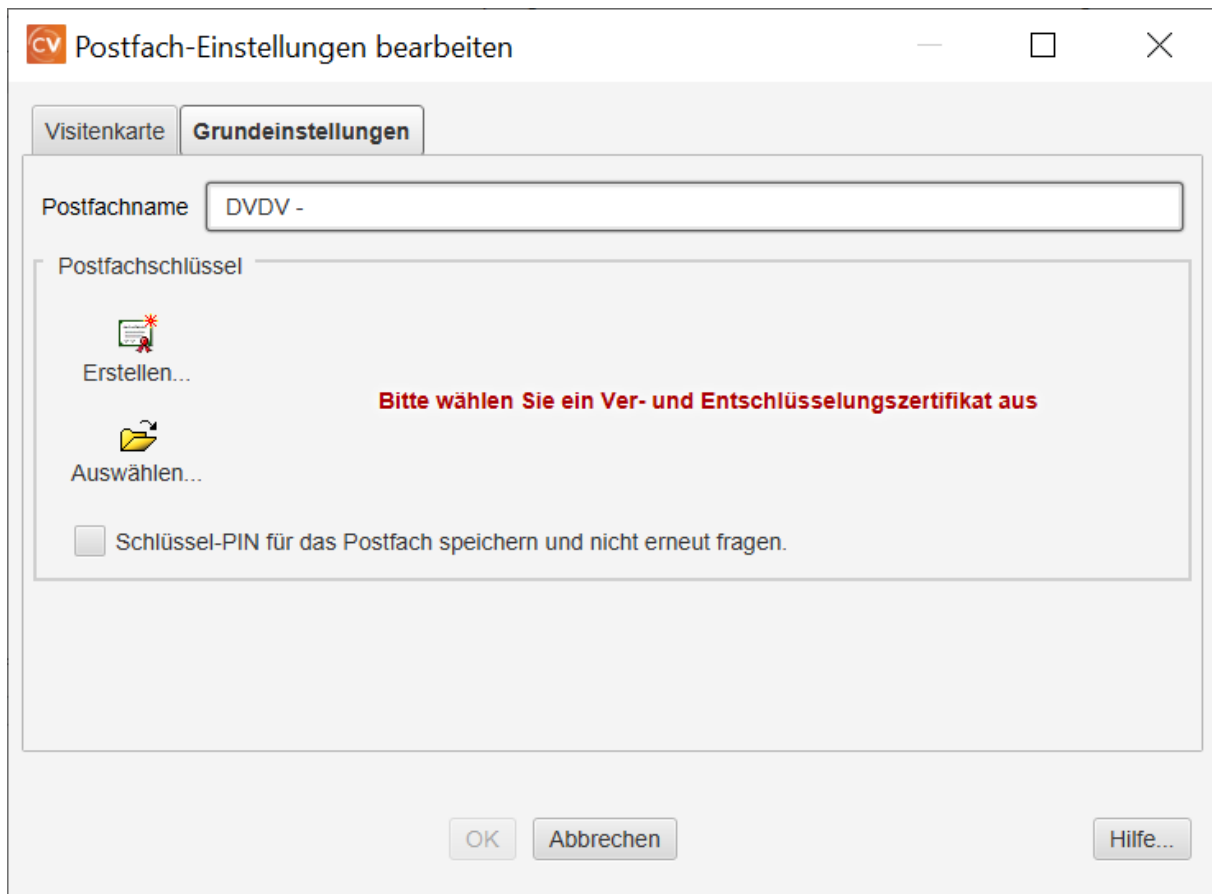 CV Postfach-Einstellungen bearbeiten
Visitenkarte Grundeinstellungen
Postfachname DVDV -
Postfachschlüssel
Erstellen...
Bitte wählen Sie ein Ver- und Entschlüsselungszertifikat aus
Auswählen...
Schlüssel-PIN für das Postfach speichern und nicht erneut fragen.
OK Abbrechen Hilfe...